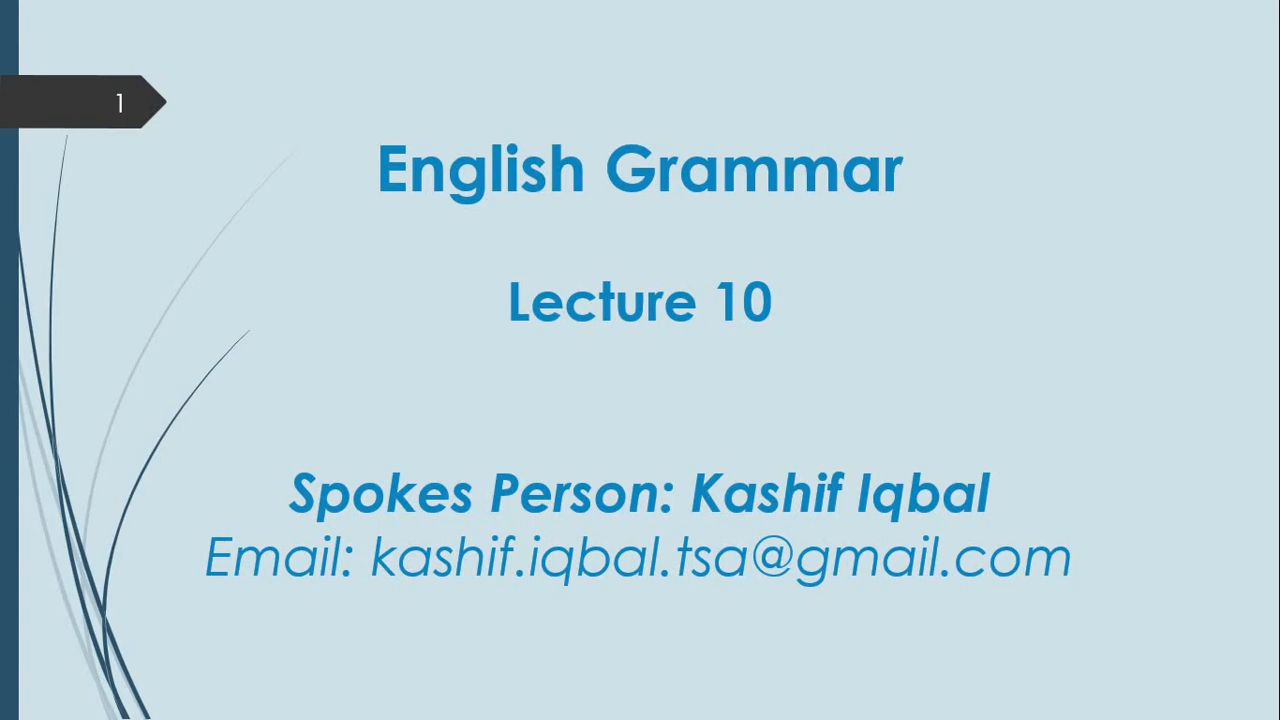 1
English Grammar
Lecture 10
Spokes Person: Kashif Iqbal
Email: kashif.iqbal.tsa@gmail.com